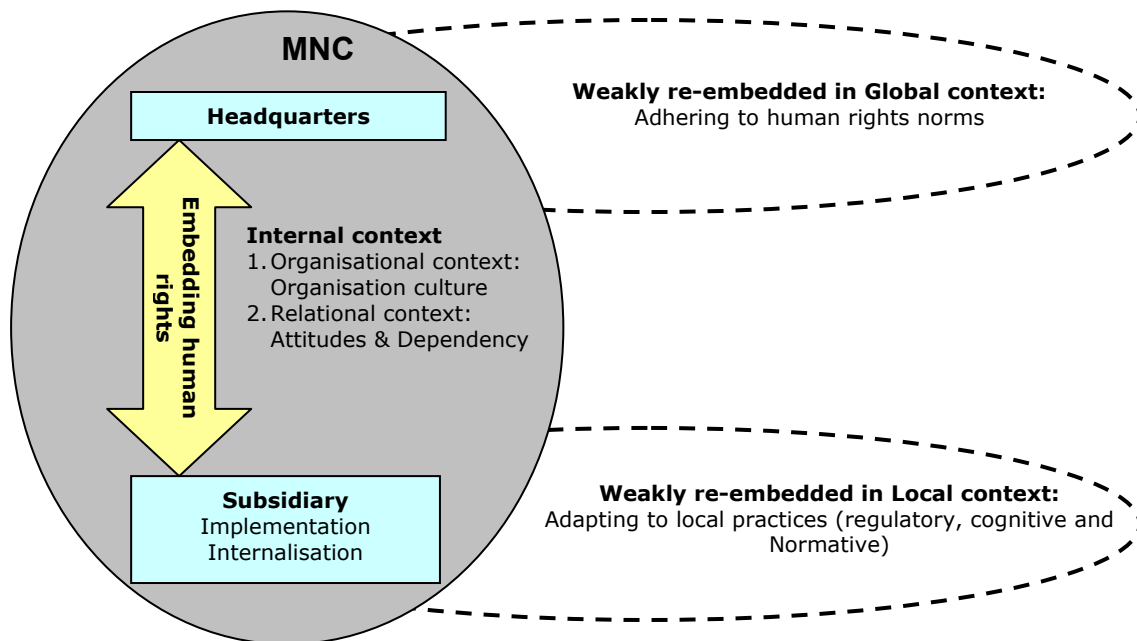 MNC
Headquarters
Weakly re-embedded in Global context:
Adhering to human rights norms
Embedding human
rights
Internal context
1. Organisational context:
Organisation culture
2. Relational context:
Attitudes & Dependency
Subsidiary
Implementation
Internalisation
Weakly re-embedded in Local context:
Adapting to local practices (regulatory, cognitive and
Normative)